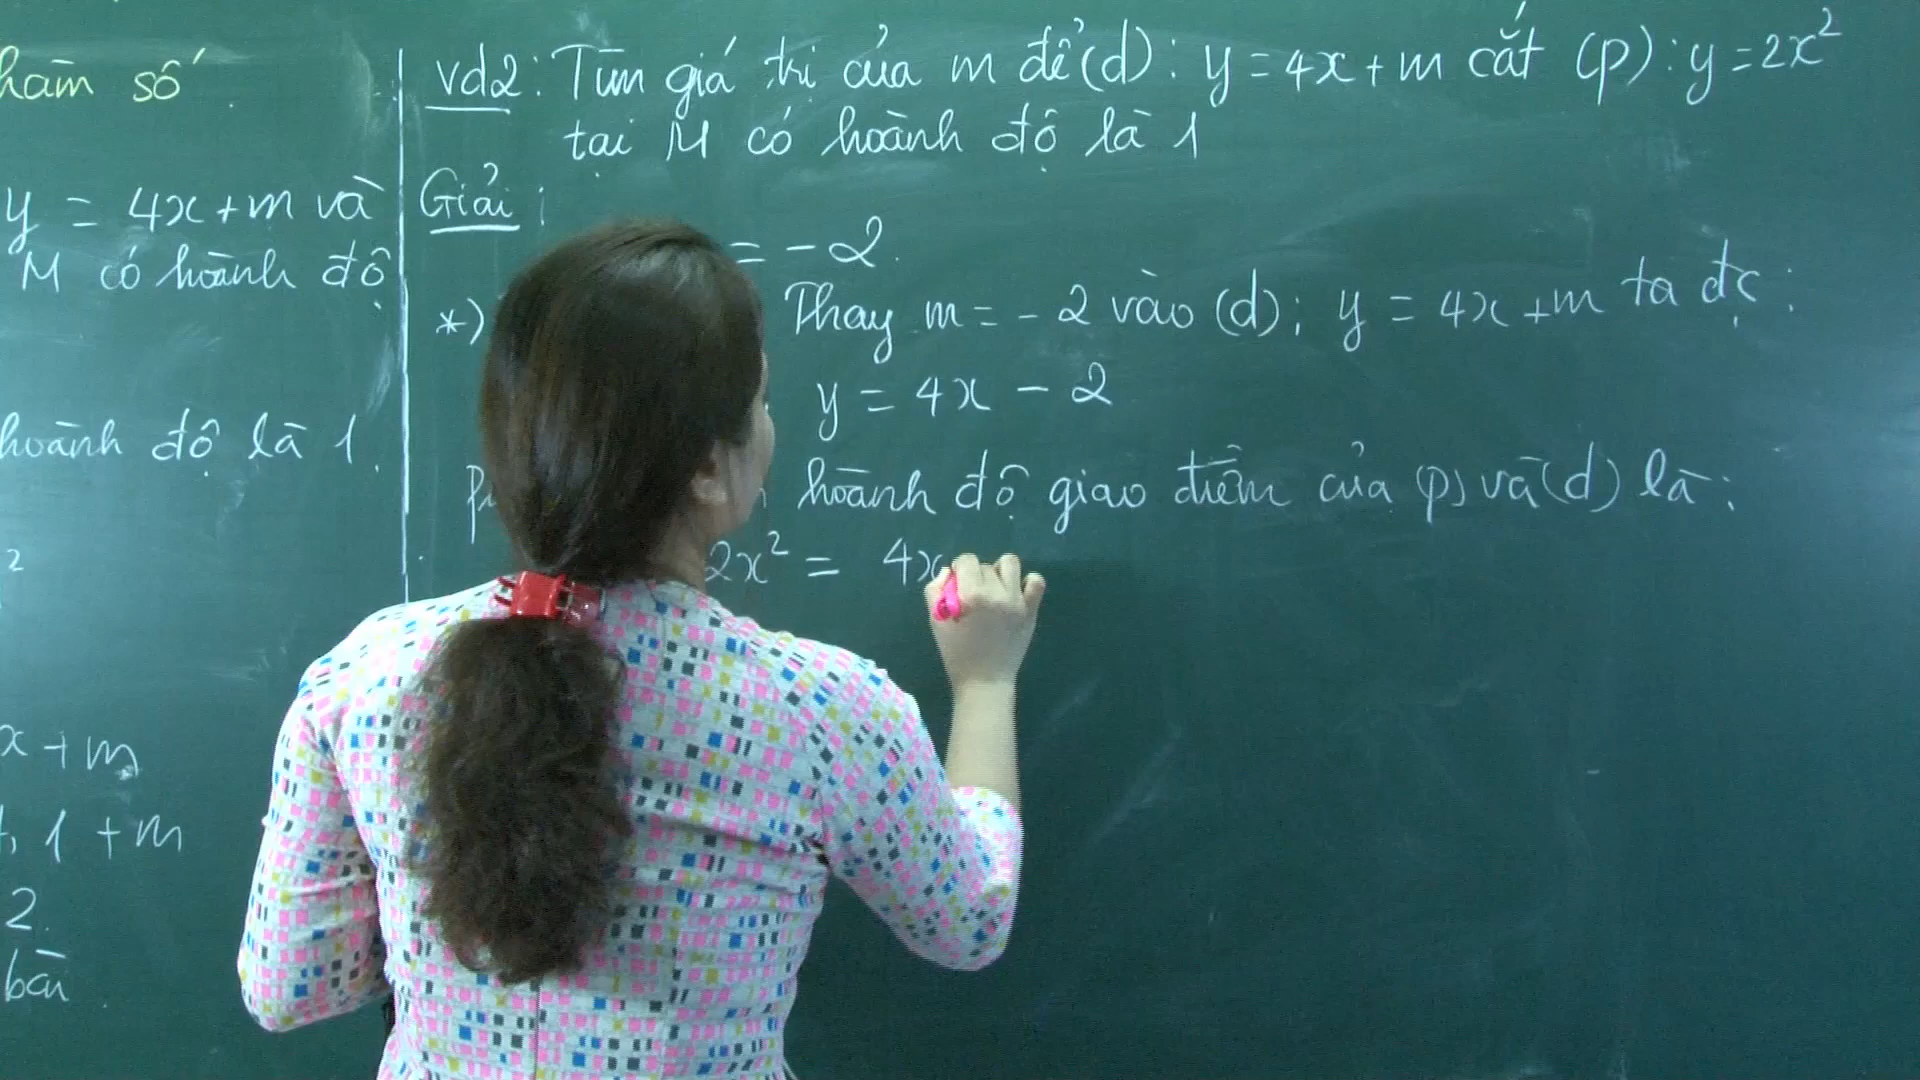 hàm số
y = 4x + m và
M có hoành độ
hoành độ là 1.
2
x + m
1 + m
2.
bài
vd2: Tìm giá trị của m để (d): y = 4x + m cắt (p): y = 2x²
tại M có hoành độ là 1
Giải:
= -2.
*) Thay m = -2 vào (d): y = 4x + m ta đc:
y = 4x - 2
hoành độ giao điểm của (p) và (d) là:
2x² = 4x